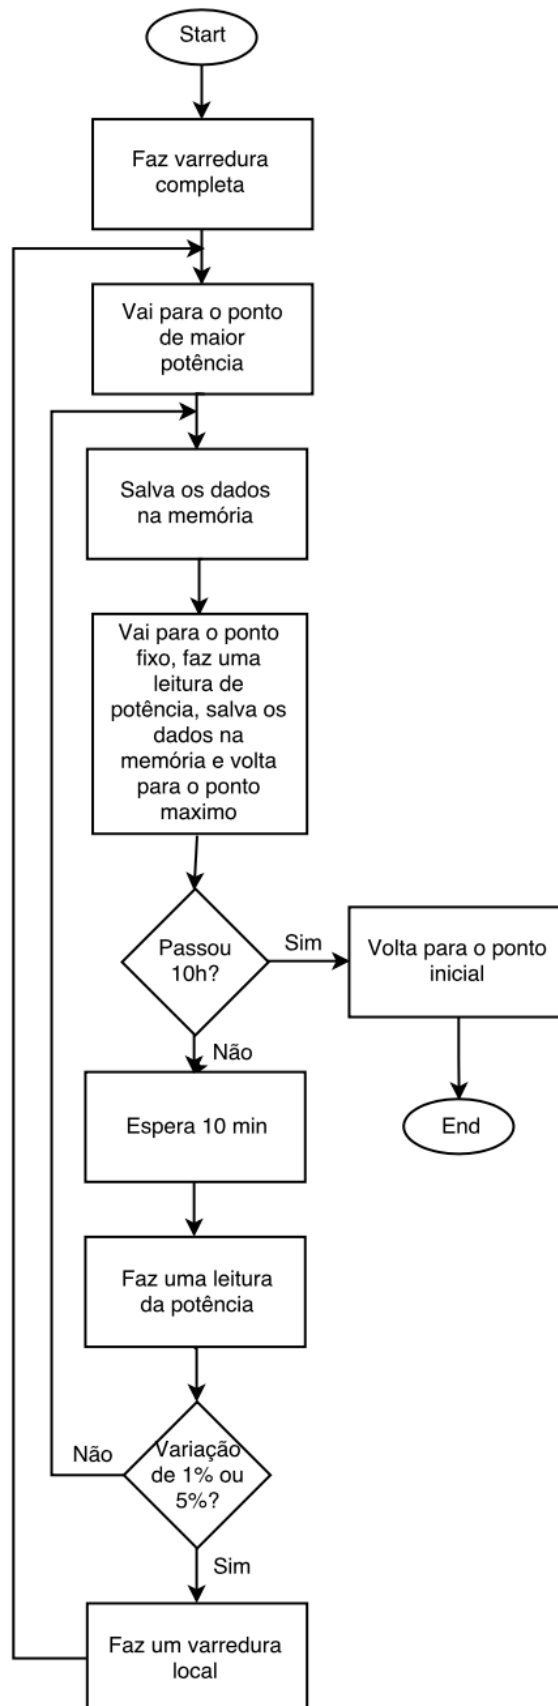 Start
Faz varredura
completa
Vai para o ponto
de maior
potência
Salva os dados
na memória
Vai para o ponto
fixo, faz uma
leitura de
potência, salva os
dados na
memória e volta
para o ponto
maximo
Passou
10h?
Sim
Volta para o ponto
inicial
End
Não
Espera 10 min
Faz uma leitura
da potência
Variação
de 1% ou
5%?
Não
Sim
Faz um varredura
local